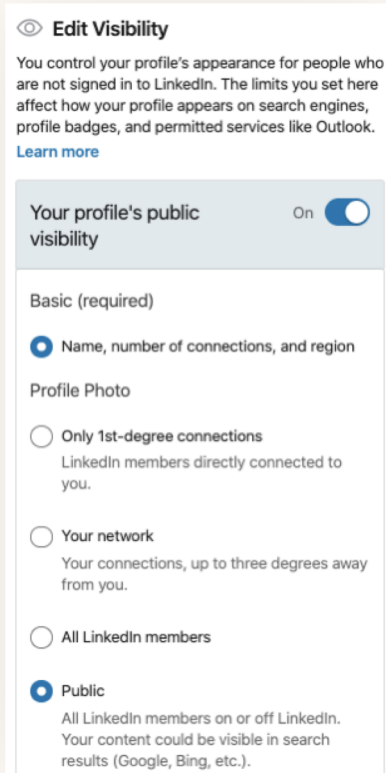 Edit Visibility
You control your profile's appearance for people who
are not signed in to LinkedIn. The limits you set here
affect how your profile appears on search engines,
profile badges, and permitted services like Outlook.
Learn more
Your profile's public
visibility
On
Basic (required)
Name, number of connections, and region
Profile Photo
Only 1st-degree connections
LinkedIn members directly connected to
you.
Your network
Your connections, up to three degrees away
from you.
All LinkedIn members
Public
All LinkedIn members on or off LinkedIn.
Your content could be visible in search
results (Google, Bing, etc.).